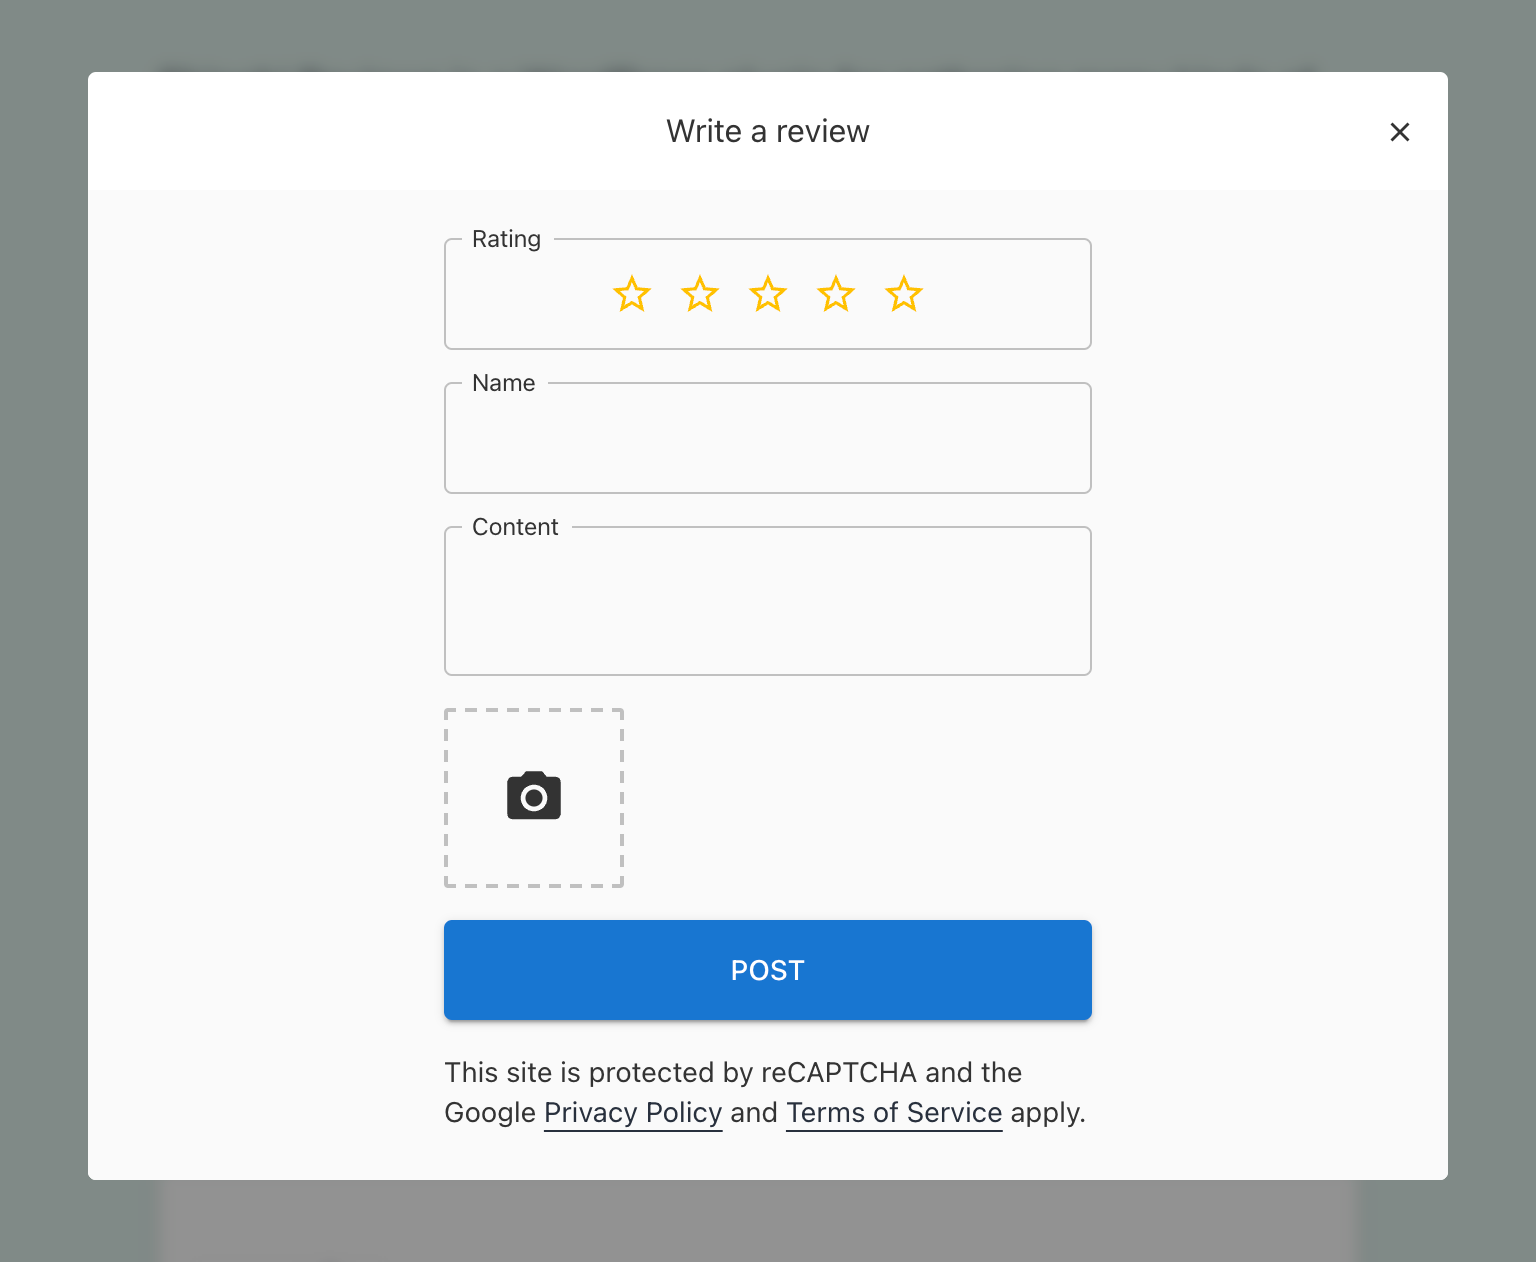 Write a review
Rating
Name
Content
POST
This site is protected by reCAPTCHA and the
Google Privacy Policy and Terms of Service apply.